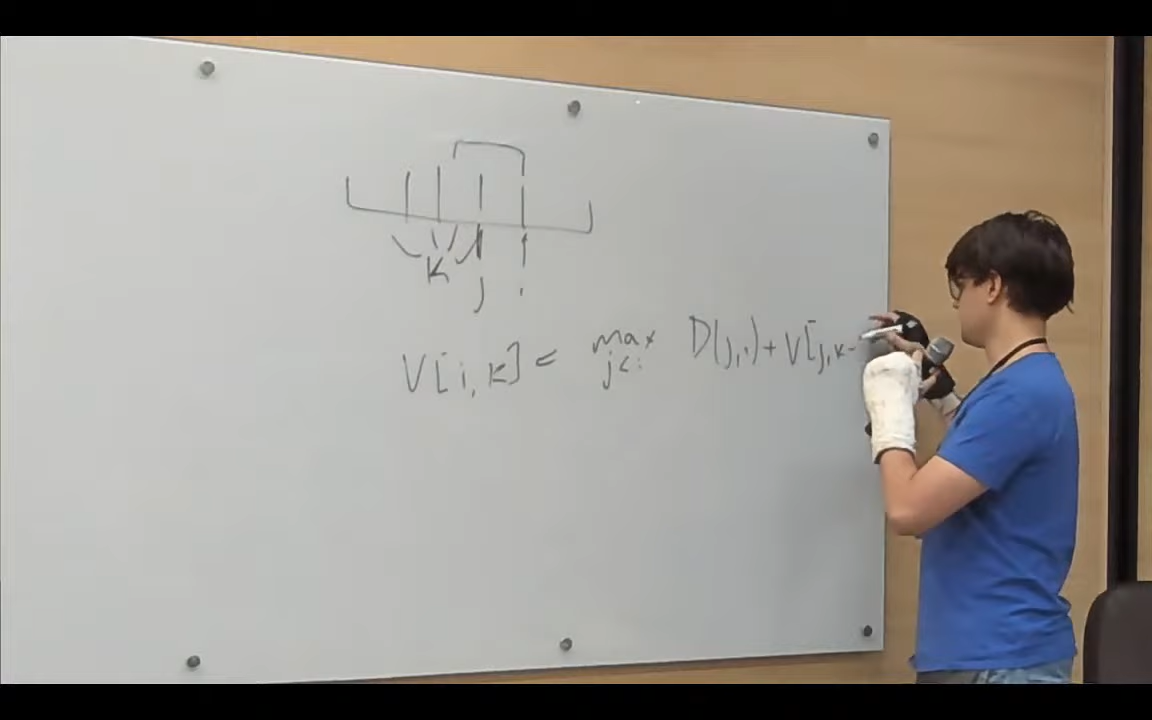 K
j i
V[i, K] = max D(j, i) + V[j, K -
j < i